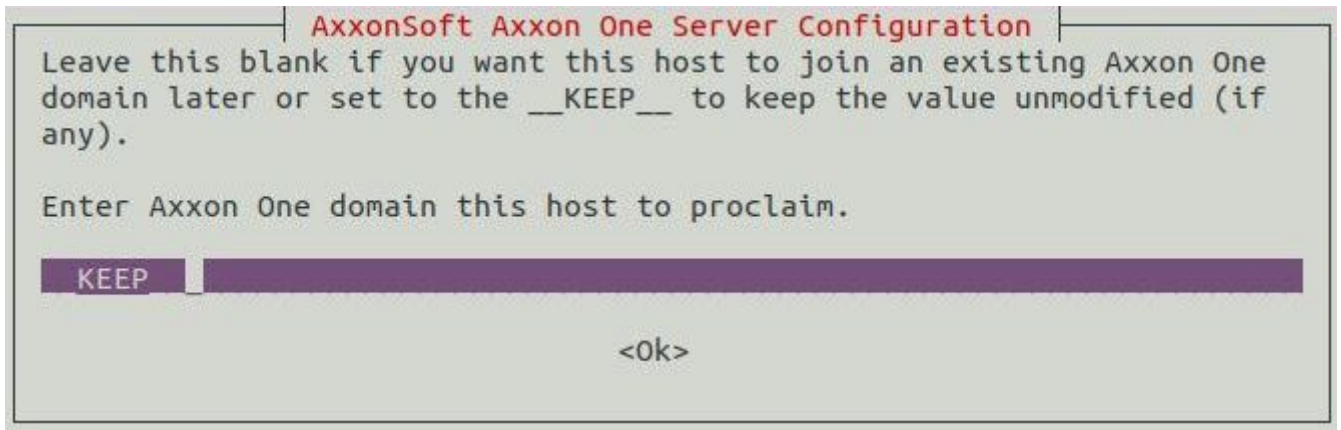 AxxonSoft Axxon One Server Configuration
Leave this blank if you want this host to join an existing Axxon One
domain later or set to the __KEEP__ to keep the value unmodified (if
any).
Enter Axxon One domain this host to proclaim.
__KEEP__
<Ok>